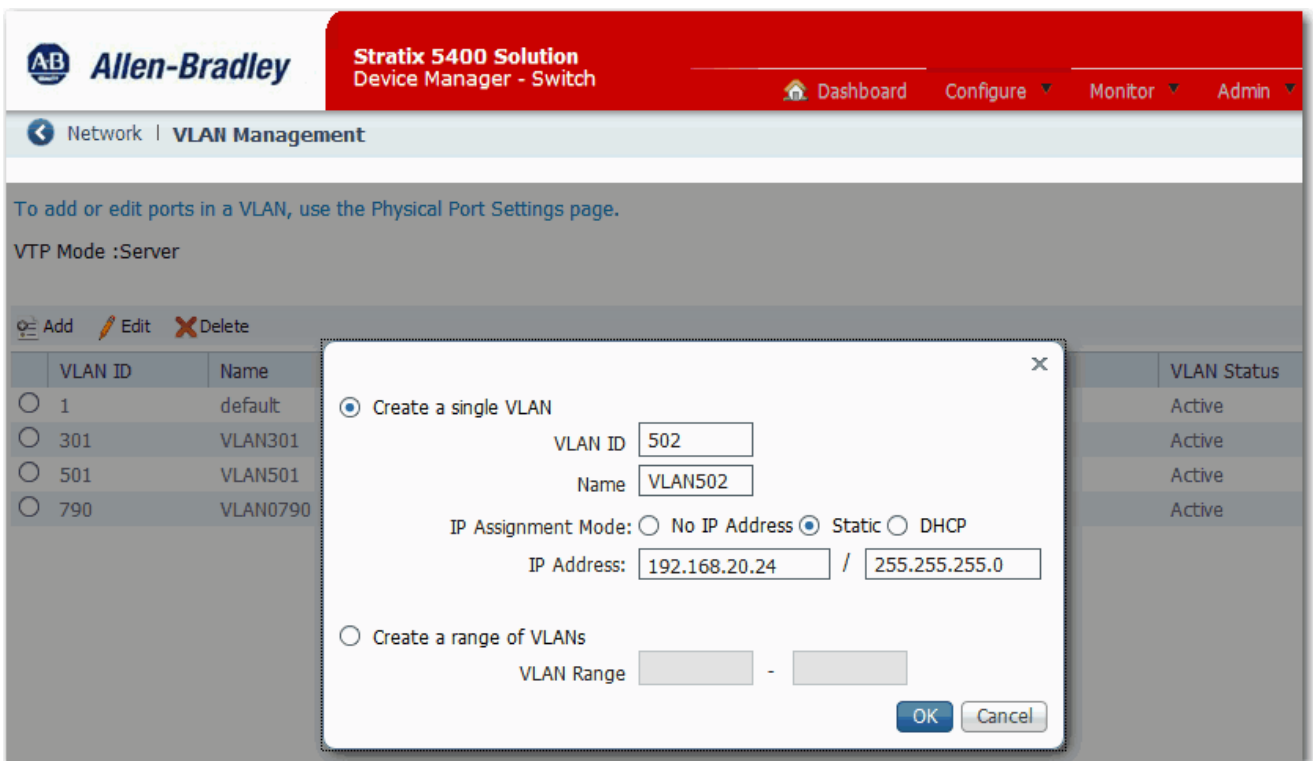 AB Allen-Bradley
Stratix 5400 Solution
Device Manager - Switch
Dashboard Configure Monitor Admin
Network | VLAN Management
To add or edit ports in a VLAN, use the Physical Port Settings page.
VTP Mode :Server
Add Edit Delete
VLAN ID Name VLAN Status
1 default Active
301 VLAN301 Active
501 VLAN501 Active
790 VLAN0790 Active
x
Create a single VLAN
VLAN ID 502
Name VLAN502
IP Assignment Mode: No IP Address Static DHCP
IP Address: 192.168.20.24 / 255.255.255.0
Create a range of VLANs
VLAN Range -
OK Cancel